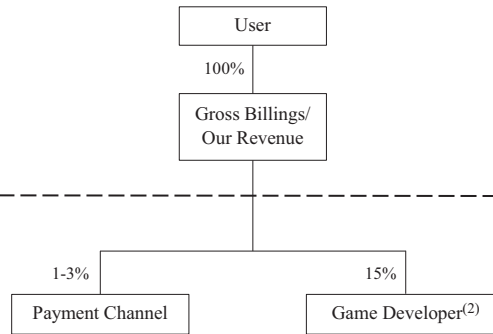 User
100%
Gross Billings/
Our Revenue
1-3%
15%
Payment Channel
Game Developer(2)